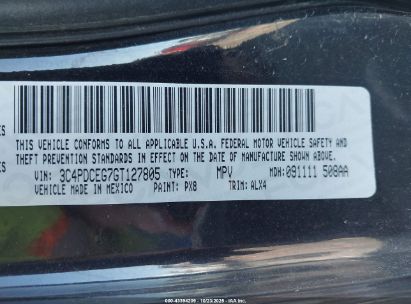 THIS VEHICLE CONFORMS TO ALL APPLICABLE U.S.A. FEDERAL MOTOR VEHICLE SAFETY AND
THEFT PREVENTION STANDARDS IN EFFECT ON THE DATE OF MANUFACTURE SHOWN ABOVE.
VIN: 3C4PDCEG7GT127805 TYPE: MPV MDH: 091111 508AA
VEHICLE MADE IN MEXICO PAINT: PX8 TRIM: ALX4